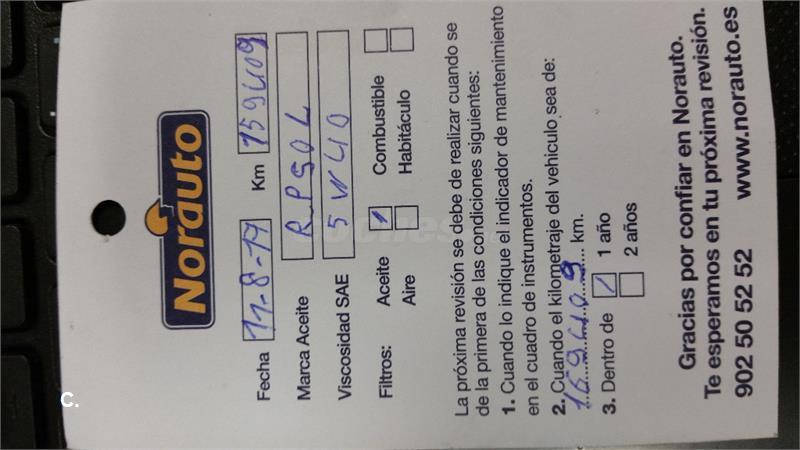 Norauto
Fecha 11-8-17 Km 159409
Marca Aceite RPSOL
Viscosidad SAE 5W40
Filtros: Aceite Combustible
Aire Habitáculo
La próxima revisión se debe de realizar cuando se
de la primera de las condiciones siguientes:
1. Cuando lo indique el indicador de mantenimiento
en el cuadro de instrumentos.
2. Cuando el kilometraje del vehiculo sea de:
169409 km.
3. Dentro de 1 año
2 años
Gracias por confiar en Norauto.
Te esperamos en tu próxima revisión.
902 50 52 52 www.norauto.es
C.